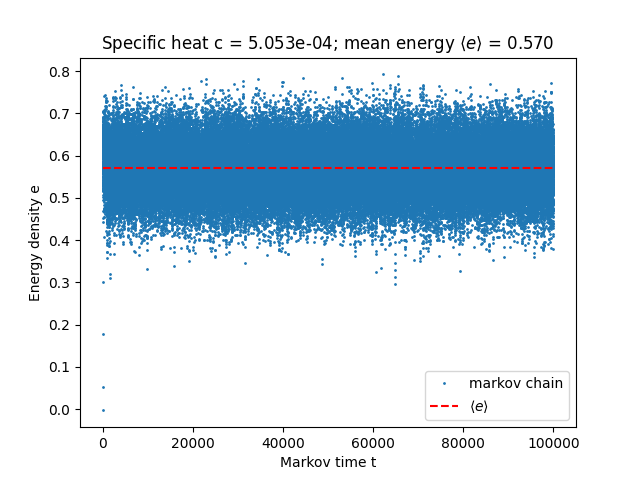 Specific heat c = 5.053e-04; mean energy ⟨e⟩ = 0.570
0.8
0.7
0.6
0.5
0.4
0.3
0.2
0.1
0.0
Energy density e
markov chain
⟨e⟩
0 20000 40000 60000 80000 100000
Markov time t